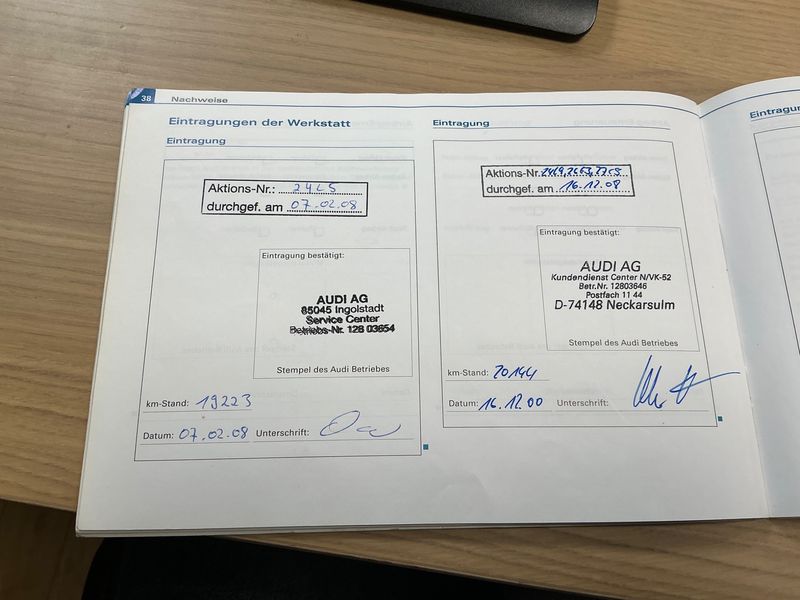 38 Nachweise
Eintragungen der Werkstatt
Eintragung
Aktions-Nr.: 24L5
durchgef. am 07.02.08
Eintragung bestätigt:
AUDI AG
85045 Ingolstadt
Service Center
Betriebs-Nr. 128 03654
Stempel des Audi Betriebes
km-Stand: 19223
Datum: 07.02.08 Unterschrift:
Eintragung
Aktions-Nr.
durchgef. am 16.12.08
Eintragung bestätigt:
AUDI AG
Kundendienst Center N/VK-52
Betr.Nr. 12803646
Postfach 11 44
D-74148 Neckarsulm
Stempel des Audi Betriebes
km-Stand: 20144
Datum: 16.12.00 Unterschrift: